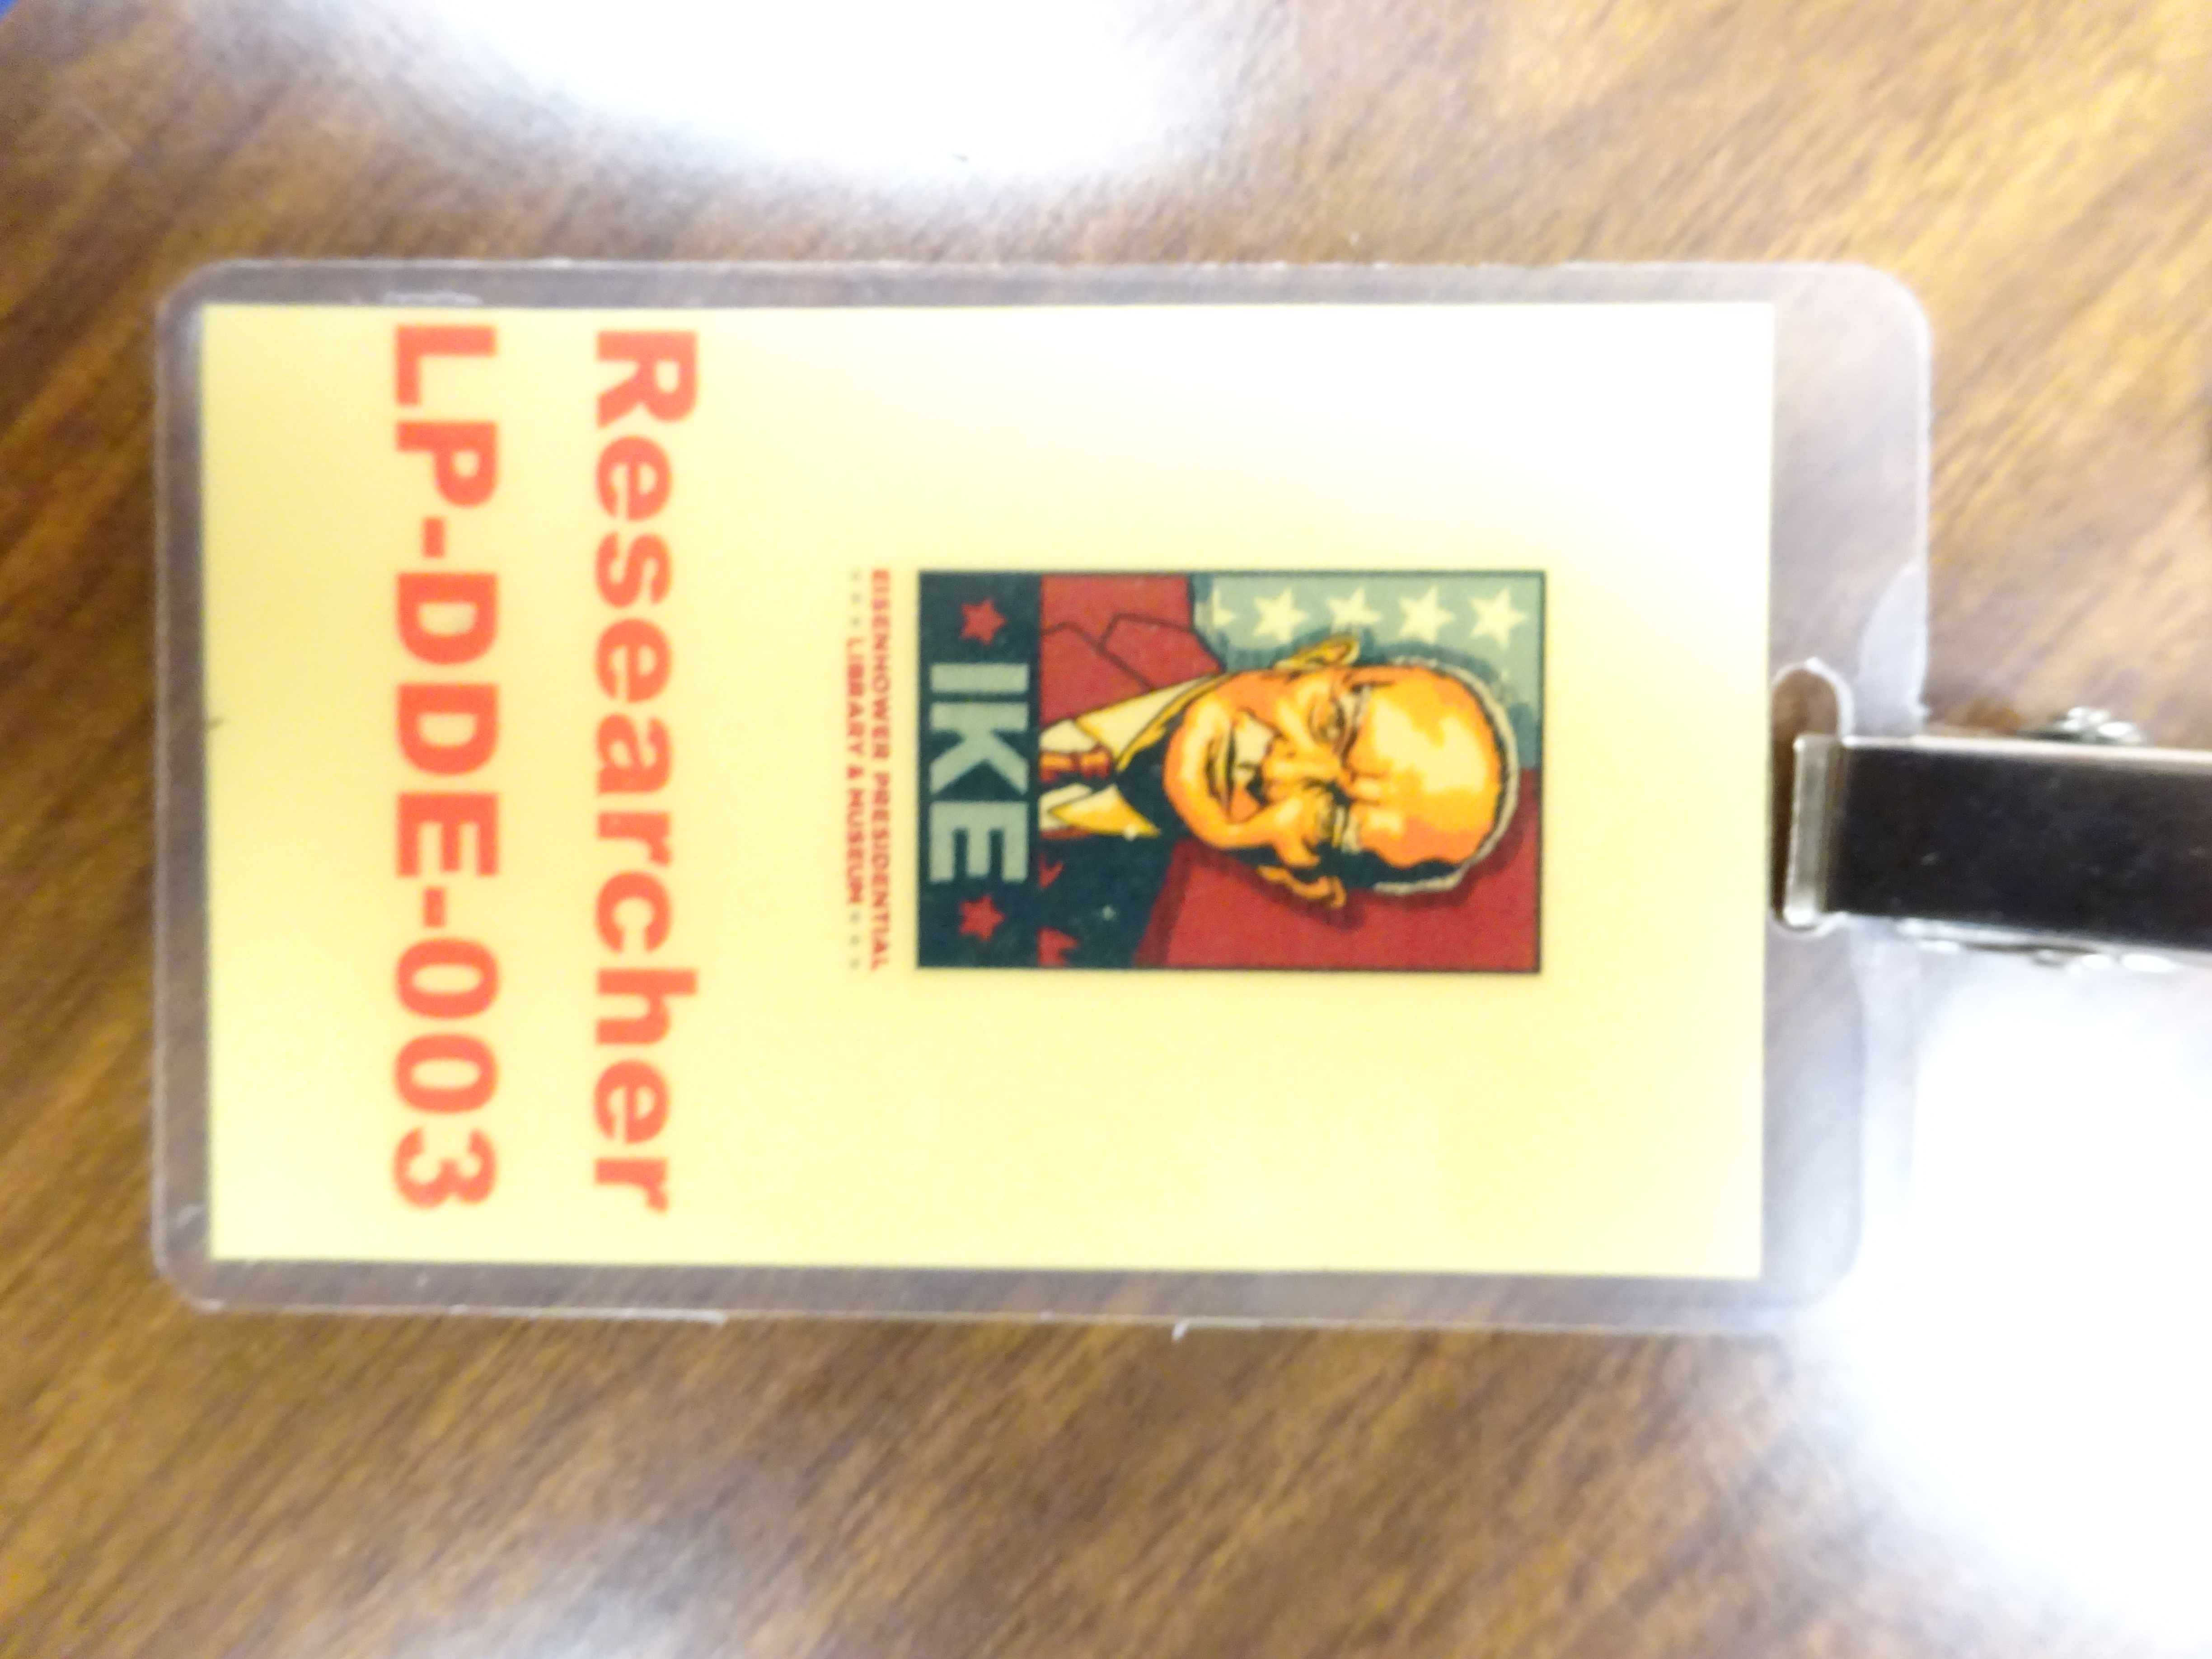 IKE
EISENHOWER PRESIDENTIAL
LIBRARY & MUSEUM
Researcher
LP-DDE-003